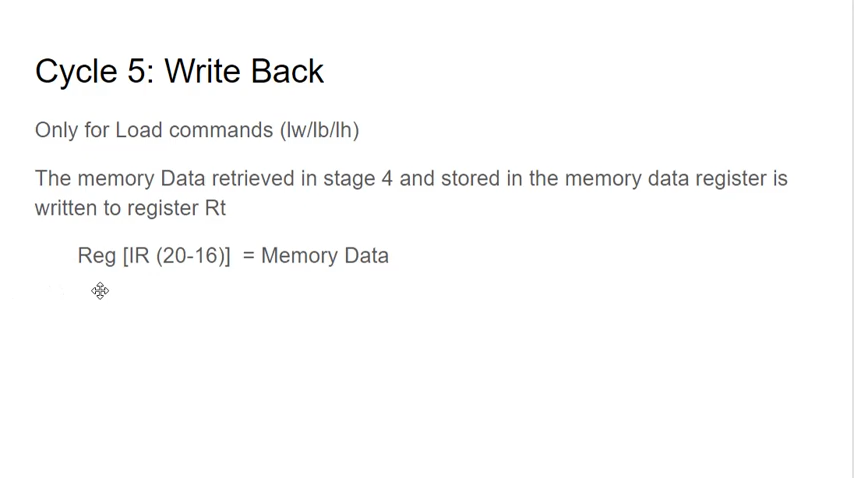 Cycle 5: Write Back
Only for Load commands (lw/lb/lh)
The memory Data retrieved in stage 4 and stored in the memory data register is
written to register Rt
Reg [IR (20-16)]  = Memory Data